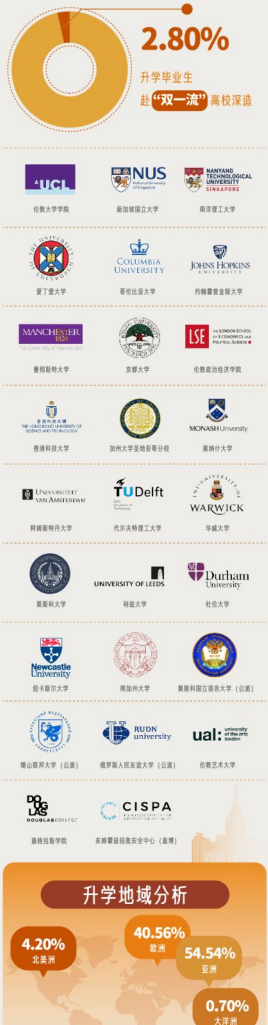 2.80%
升学毕业生
赴“双一流”高校深造
UCL
NUS
National University
of Singapore
NANYANG
TECHNOLOGICAL
UNIVERSITY
SINGAPORE
伦敦大学学院
新加坡国立大学
南洋理工大学
COLUMBIA
UNIVERSITY
JOHNS HOPKINS
UNIVERSITY
爱丁堡大学
哥伦比亚大学
约翰霍普金斯大学
MANCHESTER
1824
The University of Manchester
LSE
THE LONDON SCHOOL
OF ECONOMICS AND
POLITICAL SCIENCE
曼彻斯特大学
京都大学
伦敦政治经济学院
香港科技大學
THE HONG KONG UNIVERSITY OF
SCIENCE AND TECHNOLOGY
MONASH University
香港科技大学
加州大学圣地亚哥分校
莫纳什大学
UNIVERSITEIT
VAN AMSTERDAM
TUDelft
Delft
University of
Technology
THE UNIVERSITY OF
WARWICK
阿姆斯特丹大学
代尔夫特理工大学
华威大学
UNIVERSITY OF LEEDS
Durham
University
莫斯科大学
利兹大学
杜伦大学
Newcastle
University
纽卡斯尔大学
南加州大学
莫斯科国立语言大学（公派）
RUDN
university
ual:
university
of the arts
london
喀山联邦大学（公派）
俄罗斯人民友谊大学（公派）
伦敦艺术大学
DOUGLAS
DOUGLASCOLLEGE
CISPA
道格拉斯学院
亥姆霍兹信息安全中心（直博）
升学地域分析
4.20%
北美洲
40.56%
欧洲
54.54%
亚洲
0.70%
大洋洲